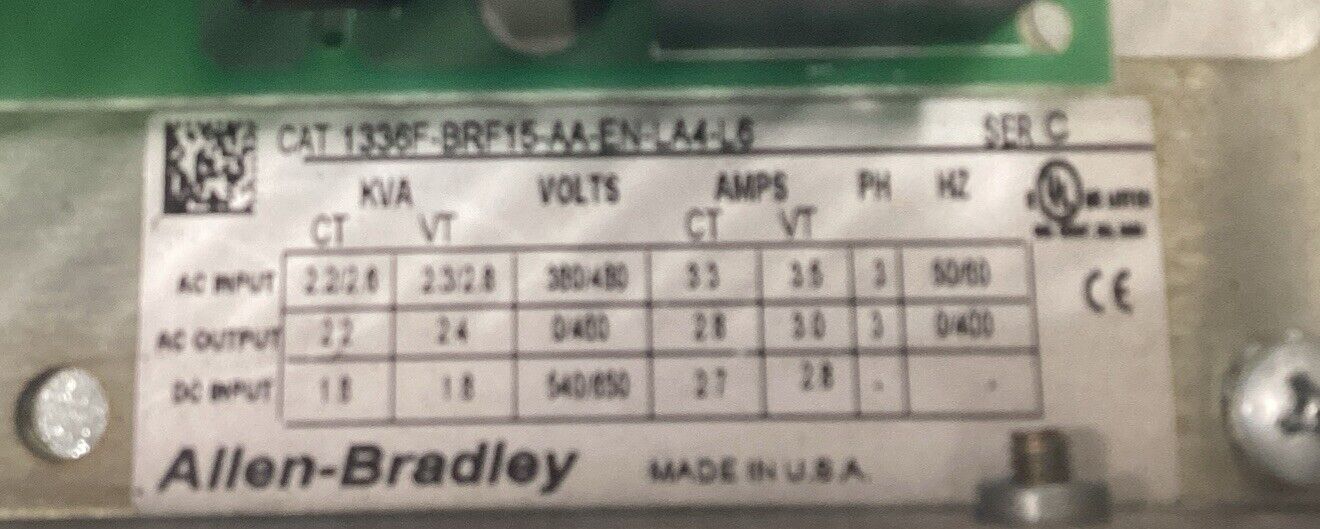 CAT 1336F-BRF15-AA-EN-LA4-L6 SER C
KVA VOLTS AMPS PH HZ
CT VT CT VT
UL
AC INPUT 2.2/2.6 2.3/2.8 380/480 3.3 3.5 3 50/60
AC OUTPUT 2.2 2.4 0/460 2.8 3.0 3 0/400
DC INPUT 1.8 1.8 540/650 2.7 2.8 - -
CE
Allen-Bradley MADE IN U.S.A.